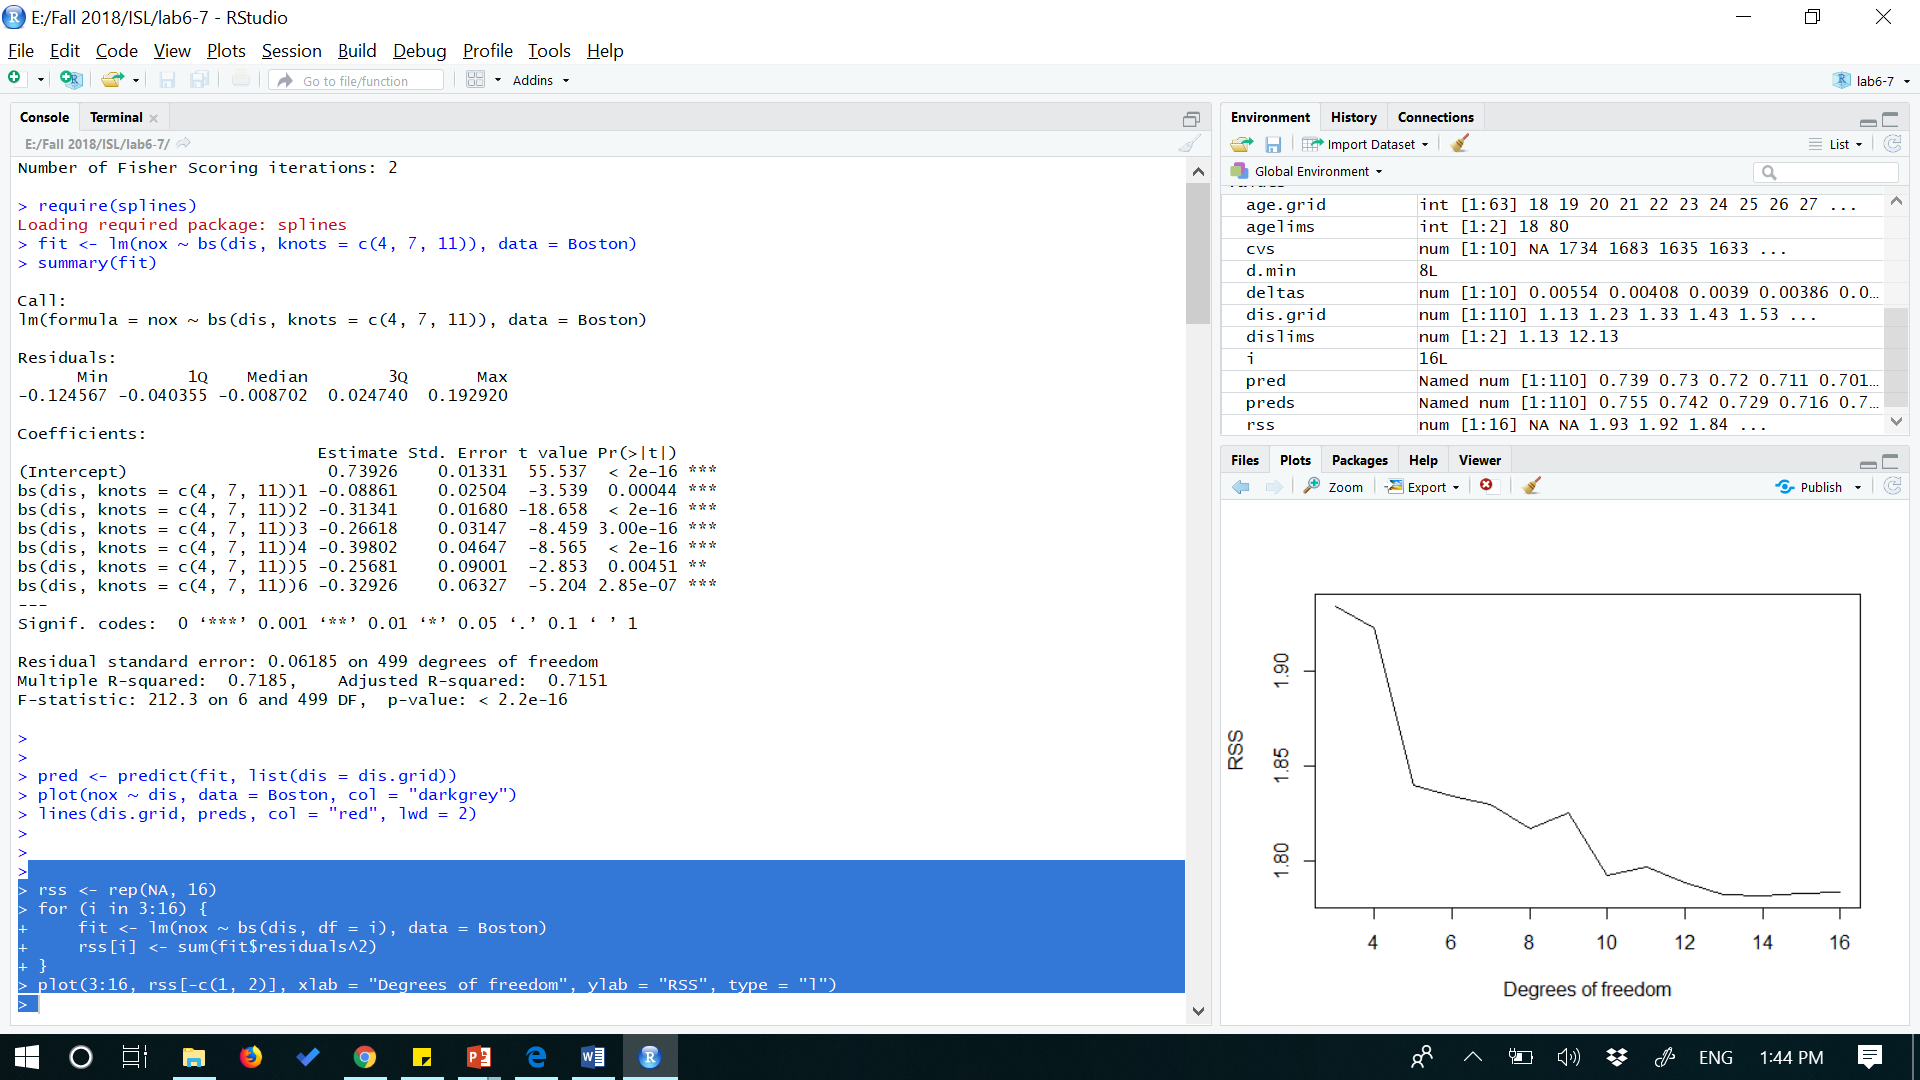 E:/Fall 2018/ISL/lab6-7 - RStudio
File Edit Code View Plots Session Build Debug Profile Tools Help
Go to file/function Addins lab6-7
Console Terminal
E:/Fall 2018/ISL/lab6-7/
Number of Fisher Scoring iterations: 2
> require(splines)
Loading required package: splines
> fit <- lm(nox ~ bs(dis, knots = c(4, 7, 11)), data = Boston)
> summary(fit)
Call:
lm(formula = nox ~ bs(dis, knots = c(4, 7, 11)), data = Boston)
Residuals:
Min 1Q Median 3Q Max
-0.124567 -0.040355 -0.008702 0.024740 0.192920
Coefficients:
Estimate Std. Error t value Pr(>|t|)
(Intercept) 0.73926 0.01331 55.537 < 2e-16 ***
bs(dis, knots = c(4, 7, 11))1 -0.08861 0.02504 -3.539 0.00044 ***
bs(dis, knots = c(4, 7, 11))2 -0.31341 0.01680 -18.658 < 2e-16 ***
bs(dis, knots = c(4, 7, 11))3 -0.26618 0.03147 -8.459 3.00e-16 ***
bs(dis, knots = c(4, 7, 11))4 -0.39802 0.04647 -8.565 < 2e-16 ***
bs(dis, knots = c(4, 7, 11))5 -0.25681 0.09001 -2.853 0.00451 **
bs(dis, knots = c(4, 7, 11))6 -0.32926 0.06327 -5.204 2.85e-07 ***
---
Signif. codes: 0 ‘***’ 0.001 ‘**’ 0.01 ‘*’ 0.05 ‘.’ 0.1 ‘ ’ 1
Residual standard error: 0.06185 on 499 degrees of freedom
Multiple R-squared: 0.7185, Adjusted R-squared: 0.7151
F-statistic: 212.3 on 6 and 499 DF, p-value: < 2.2e-16
>
>
> pred <- predict(fit, list(dis = dis.grid))
> plot(nox ~ dis, data = Boston, col = "darkgrey")
> lines(dis.grid, preds, col = "red", lwd = 2)
>
>
>
> rss <- rep(NA, 16)
> for (i in 3:16) {
+ fit <- lm(nox ~ bs(dis, df = i), data = Boston)
+ rss[i] <- sum(fit$residuals^2)
+ }
> plot(3:16, rss[-c(1, 2)], xlab = "Degrees of freedom", ylab = "RSS", type = "l")
>
Environment History Connections
Import Dataset List
Global Environment
age.grid int [1:63] 18 19 20 21 22 23 24 25 26 27 ...
agelims int [1:2] 18 80
cvs num [1:10] NA 1734 1683 1635 1633 ...
d.min 8L
deltas num [1:10] 0.00554 0.00408 0.0039 0.00386 0.0…
dis.grid num [1:110] 1.13 1.23 1.33 1.43 1.53 ...
dislims num [1:2] 1.13 12.13
i 16L
pred Named num [1:110] 0.739 0.73 0.72 0.711 0.701…
preds Named num [1:110] 0.755 0.742 0.729 0.716 0.7…
rss num [1:16] NA NA 1.93 1.92 1.84 ...
Files Plots Packages Help Viewer
Zoom Export Publish
RSS
1.90
1.85
1.80
4 6 8 10 12 14 16
Degrees of freedom
ENG 1:44 PM